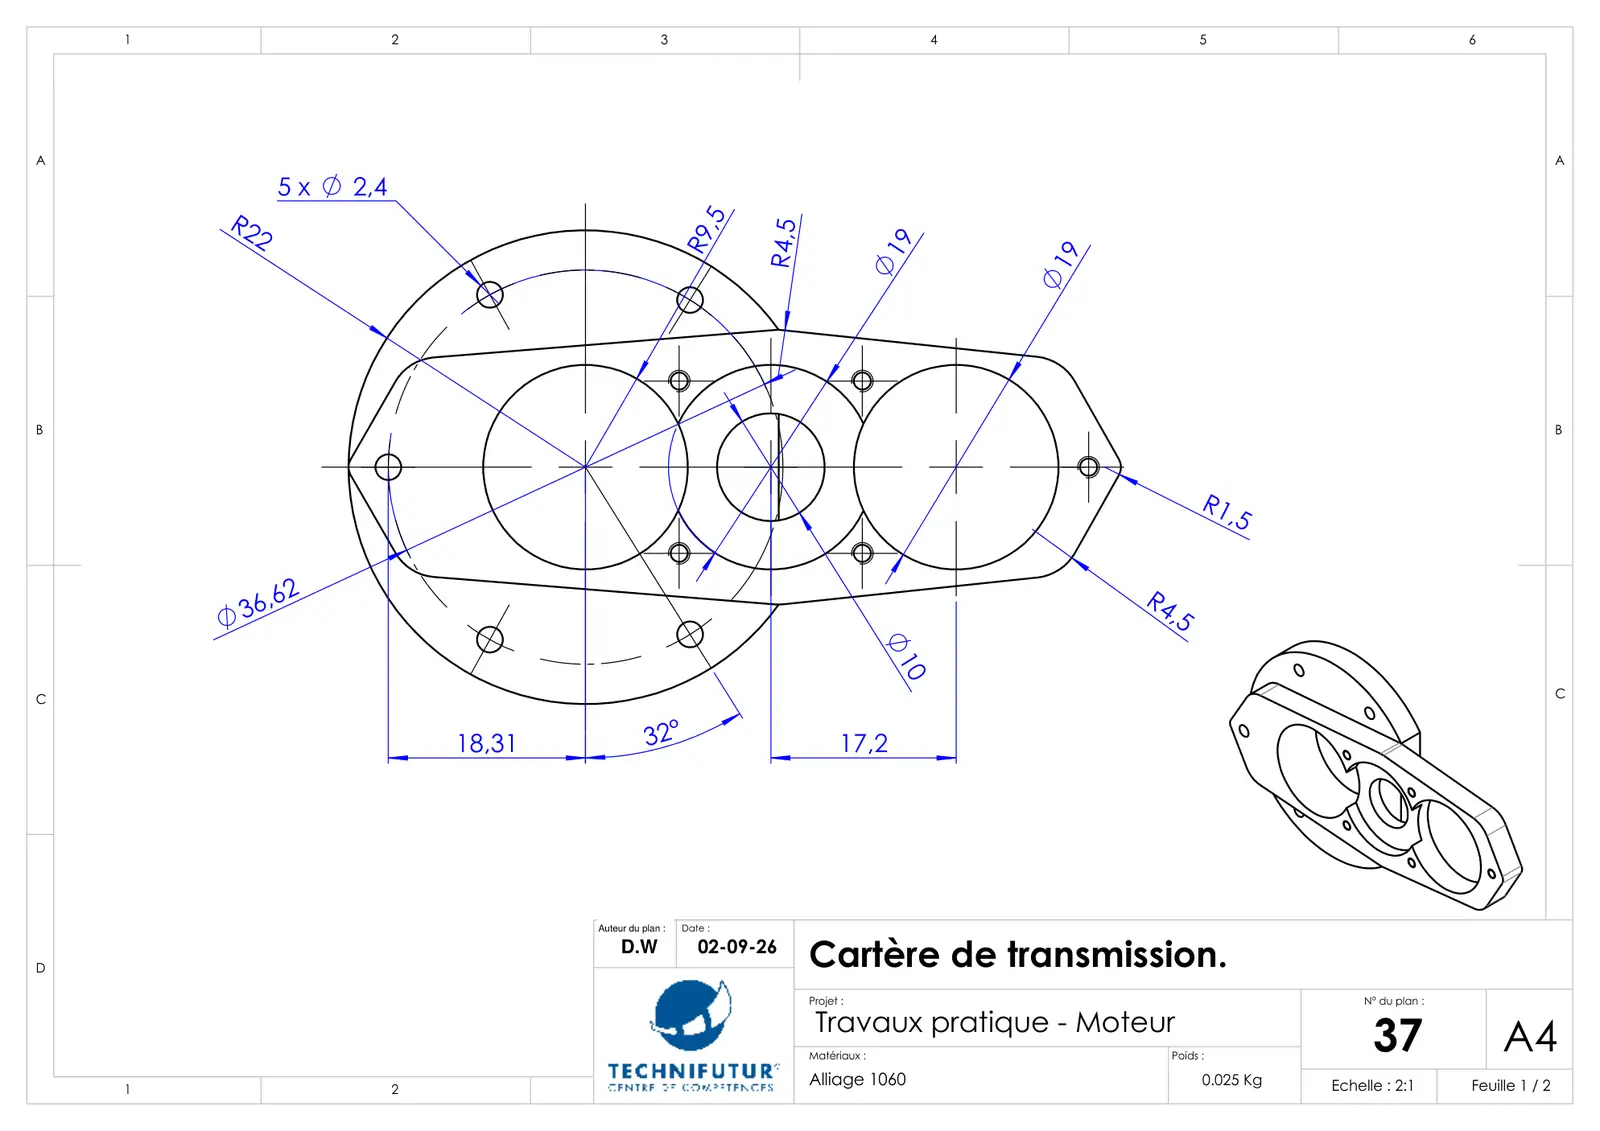 1 2 3 4 5 6
A A
B B
C C
D
1 2
5 x ∅ 2,4
R22
R9,5
R4,5
∅19
∅19
R1,5
R4,5
∅36,62
∅10
18,31
32°
17,2
Auteur du plan :
D.W
Date :
02-09-26
Cartère de transmission.
Projet :
Travaux pratique - Moteur
N° du plan :
37
A4
Matériaux :
Alliage 1060
Poids :
0.025 Kg
Echelle : 2:1
Feuille 1 / 2
TECHNIFUTUR
CENTRE DE COMPÉTENCES